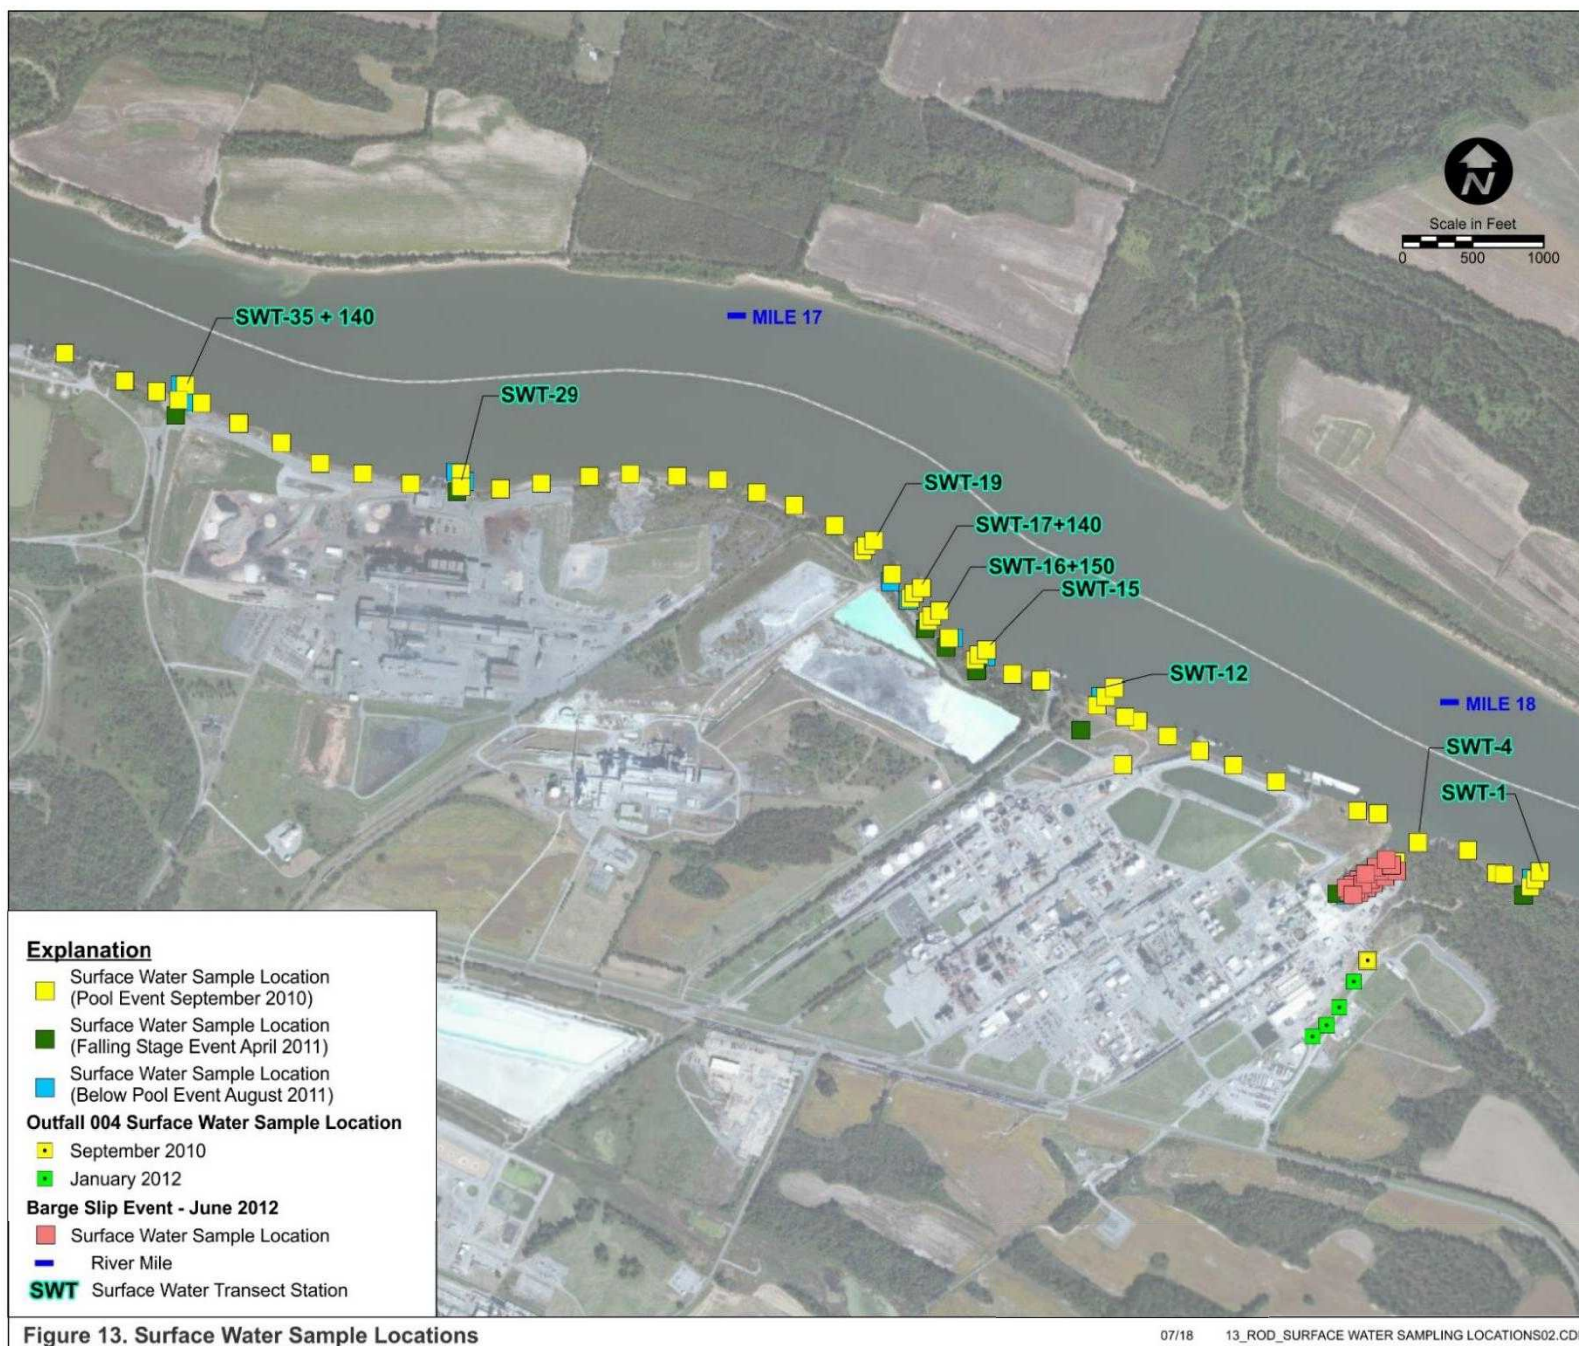 N
Scale in Feet
0 500 1000
MILE 17
SWT-35 + 140
SWT-29
SWT-19
SWT-17+140
SWT-16+150
SWT-15
SWT-12
MILE 18
SWT-4
SWT-1
Explanation
Surface Water Sample Location
(Pool Event September 2010)
Surface Water Sample Location
(Falling Stage Event April 2011)
Surface Water Sample Location
(Below Pool Event August 2011)
Outfall 004 Surface Water Sample Location
September 2010
January 2012
Barge Slip Event - June 2012
Surface Water Sample Location
River Mile
SWT Surface Water Transect Station
Figure 13. Surface Water Sample Locations
07/18 13_ROD_SURFACE WATER SAMPLING LOCATIONS02.CD